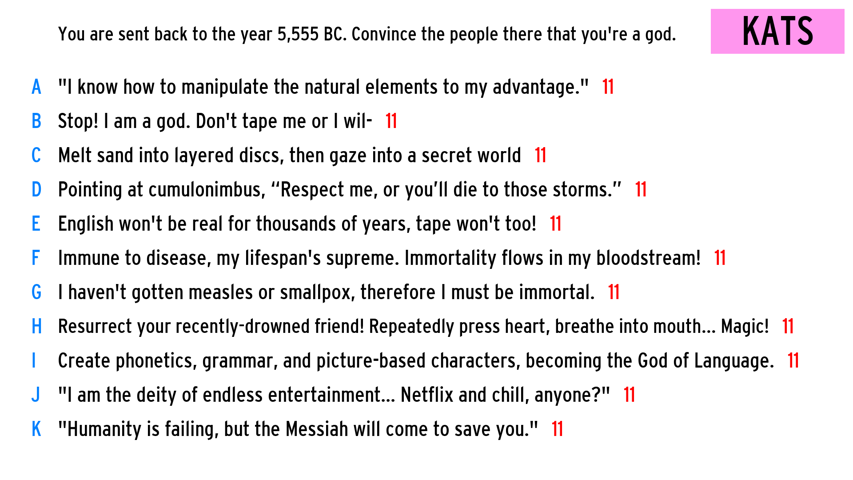 You are sent back to the year 5,555 BC. Convince the people there that you're a god.
KATS
A "I know how to manipulate the natural elements to my advantage." 11
B Stop! I am a god. Don't tape me or I wil- 11
C Melt sand into layered discs, then gaze into a secret world 11
D Pointing at cumulonimbus, “Respect me, or you’ll die to those storms.” 11
E English won't be real for thousands of years, tape won't too! 11
F Immune to disease, my lifespan's supreme. Immortality flows in my bloodstream! 11
G I haven't gotten measles or smallpox, therefore I must be immortal. 11
H Resurrect your recently-drowned friend! Repeatedly press heart, breathe into mouth... Magic! 11
I Create phonetics, grammar, and picture-based characters, becoming the God of Language. 11
J "I am the deity of endless entertainment... Netflix and chill, anyone?" 11
K "Humanity is failing, but the Messiah will come to save you." 11